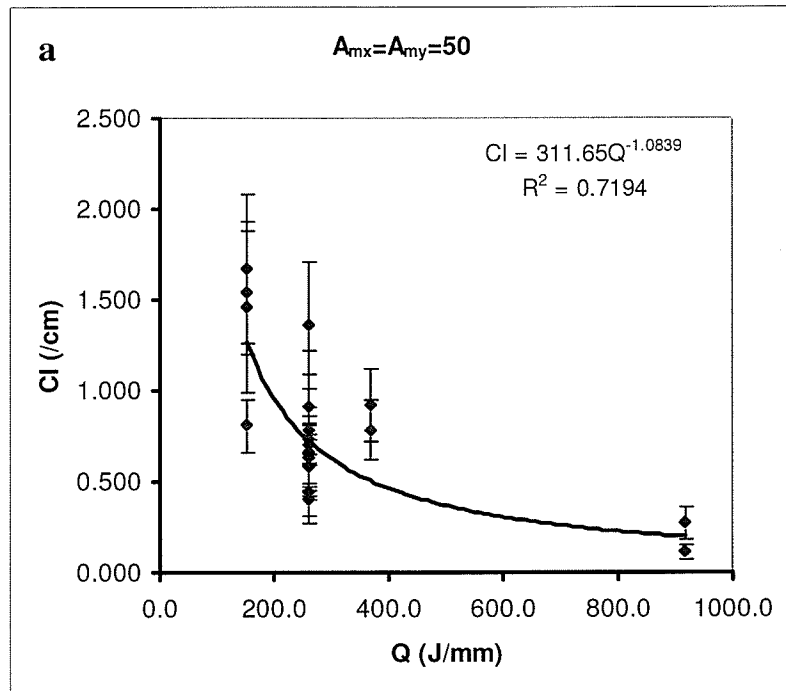 a
Amx=Amy=50
CI = 311.65Q^-1.0839
R² = 0.7194
2.500
2.000
1.500
1.000
0.500
0.000
CI (/cm)
0.0 200.0 400.0 600.0 800.0 1000.0
Q (J/mm)